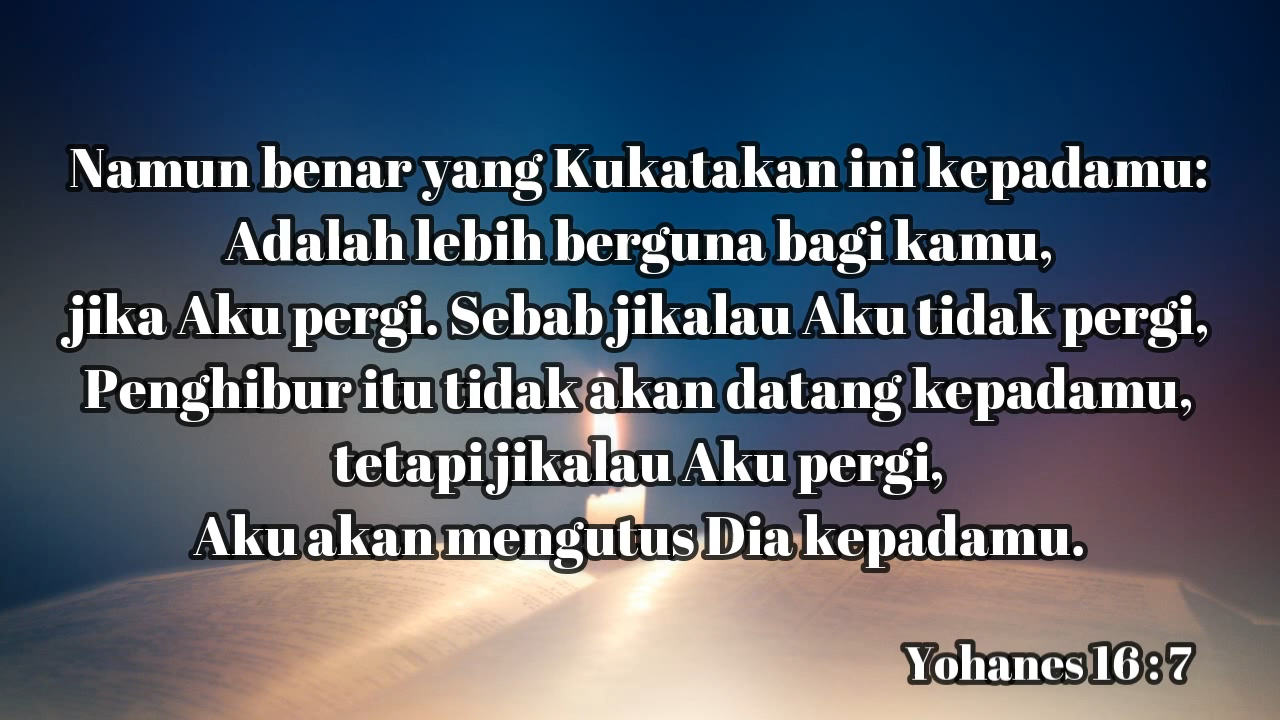 Namun benar yang Kukatakan ini kepadamu:
Adalah lebih berguna bagi kamu,
jika Aku pergi. Sebab jikalau Aku tidak pergi,
Penghibur itu tidak akan datang kepadamu,
tetapi jikalau Aku pergi,
Aku akan mengutus Dia kepadamu.
Yohanes 16 : 7